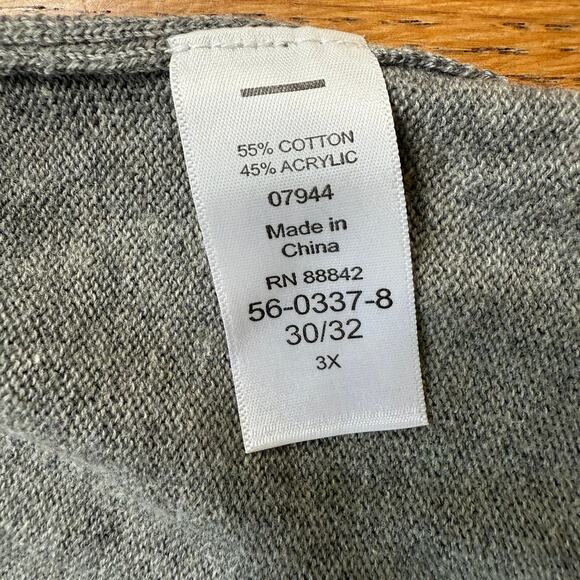 55% COTTON
45% ACRYLIC
07944
Made in
China
RN 88842
56-0337-8
30/32
3X